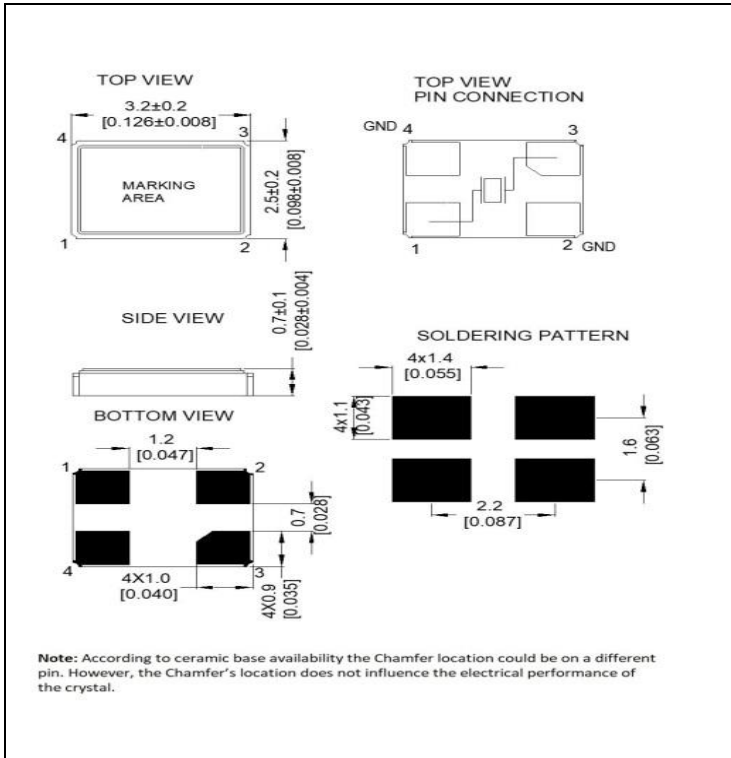 TOP VIEW
3.2±0.2
[0.126±0.008]
4
3
MARKING
AREA
1
2
2.5±0.2
[0.098±0.008]
TOP VIEW
PIN CONNECTION
GND 4
3
1
2 GND
SIDE VIEW
0.7±0.1
[0.028±0.004]
BOTTOM VIEW
1.2
[0.047]
1
2
0.7
[0.028]
4
3
4X1.0
[0.040]
4X0.9
[0.035]
SOLDERING PATTERN
4x1.4
[0.055]
4x1.1
[0.043]
1.6
[0.063]
2.2
[0.087]
Note: According to ceramic base availability the Chamfer location could be on a different
pin. However, the Chamfer's location does not influence the electrical performance of
the crystal.